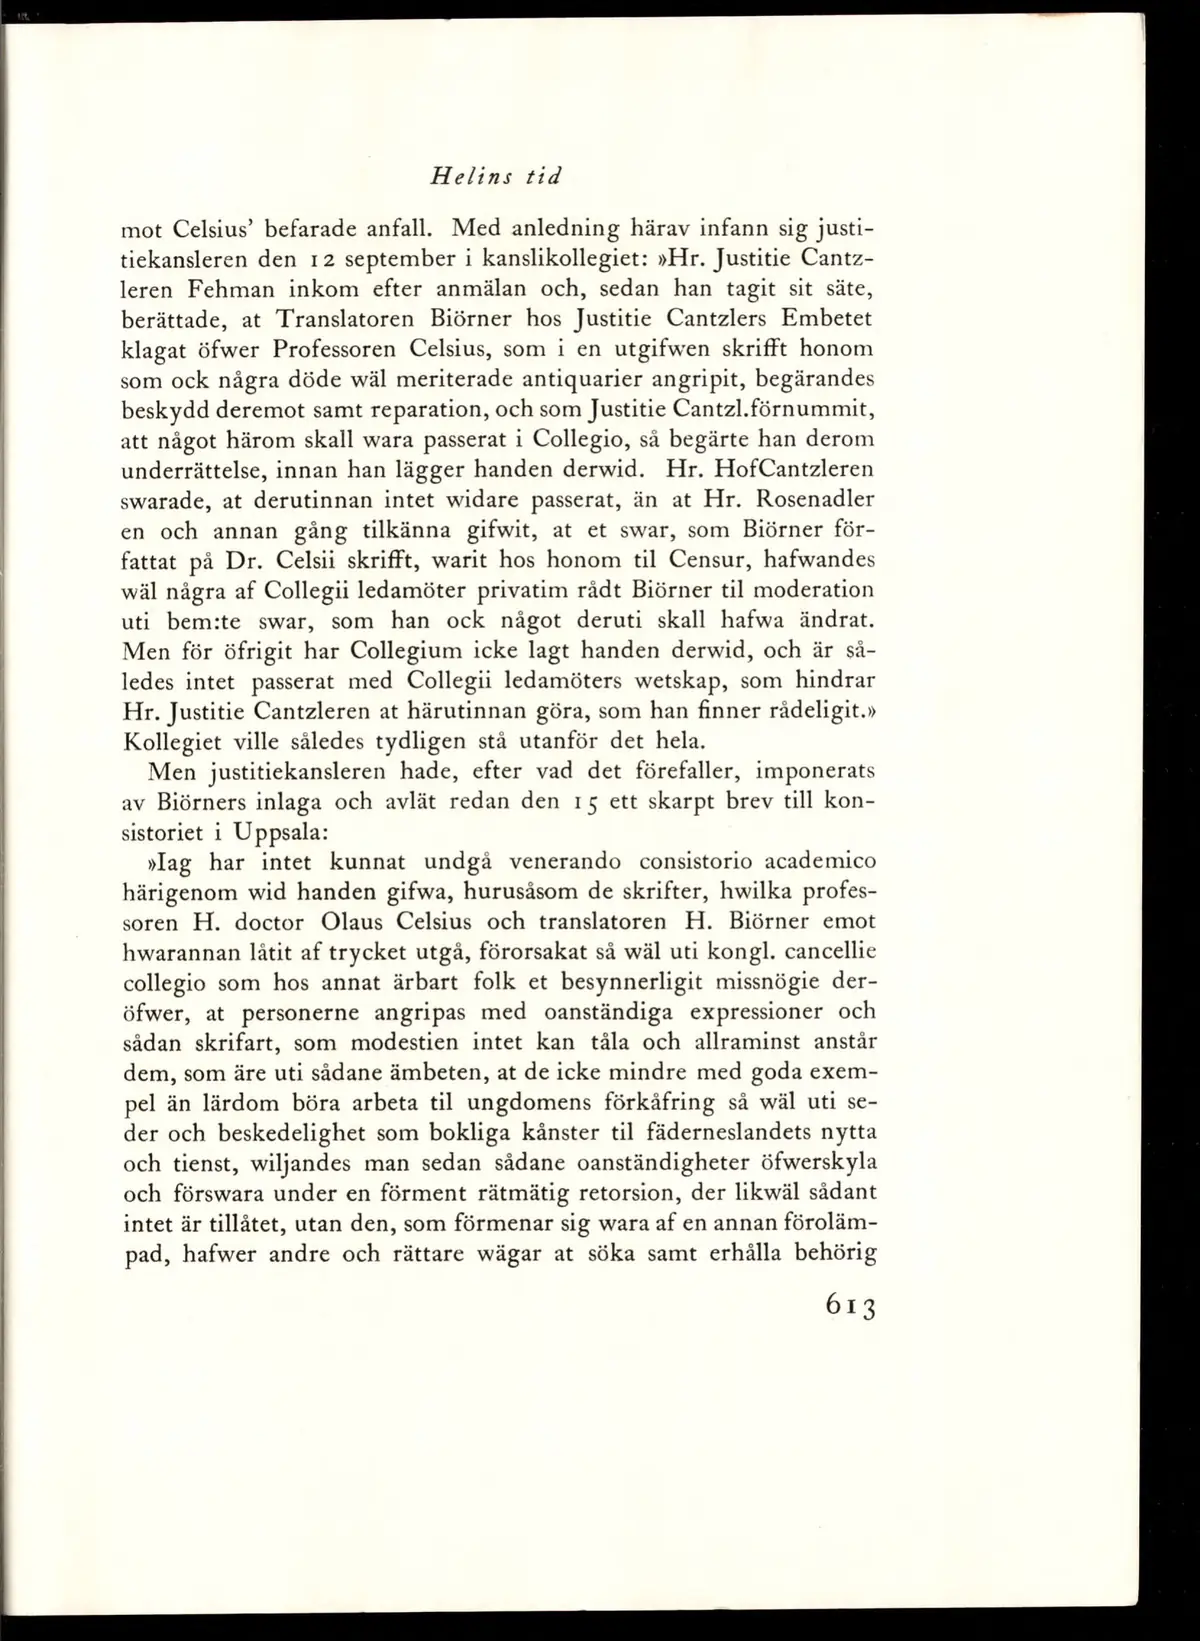 Helins tid
mot Celsius’ befarade anfall. Med anledning härav infann sig justi-
tiekansleren den 12 september i kanslikollegiet: »Hr. Justitie Cantz-
leren Fehman inkom efter anmälan och, sedan han tagit sit säte,
berättade, at Translatoren Biörner hos Justitie Cantzlers Embetet
klagat öfwer Professoren Celsius, som i en utgifwen skrifft honom
som ock några döde wäl meriterade antiquarier angripit, begärandes
beskydd deremot samt reparation, och som Justitie Cantzl.förnummit,
att något härom skall wara passerat i Collegio, så begärte han derom
underrättelse, innan han lägger handen derwid. Hr. HofCantzleren
swarade, at derutinnan intet widare passerat, än at Hr. Rosenadler
en och annan gång tilkänna gifwit, at et swar, som Biörner för-
fattat på Dr. Celsii skrifft, warit hos honom til Censur, hafwandes
wäl några af Collegii ledamöter privatim rådt Biörner til moderation
uti bem:te swar, som han ock något deruti skall hafwa ändrat.
Men för öfrigit har Collegium icke lagt handen derwid, och är så-
ledes intet passerat med Collegii ledamöters wetskap, som hindrar
Hr. Justitie Cantzleren at härutinnan göra, som han finner rådeligit.»
Kollegiet ville således tydligen stå utanför det hela.
Men justitiekansleren hade, efter vad det förefaller, imponerats
av Biörners inlaga och avlät redan den 15 ett skarpt brev till kon-
sistoriet i Uppsala:
»Iag har intet kunnat undgå venerando consistorio academico
härigenom wid handen gifwa, hurusåsom de skrifter, hwilka profes-
soren H. doctor Olaus Celsius och translatoren H. Biörner emot
hwarannan låtit af trycket utgå, förorsakat så wäl uti kongl. cancellie
collegio som hos annat ärbart folk et besynnerligit missnögie der-
öfwer, at personerne angripas med oanständiga expressioner och
sådan skrifart, som modestien intet kan tåla och allraminst anstår
dem, som äre uti sådane ämbeten, at de icke mindre med goda exem-
pel än lärdom böra arbeta til ungdomens förkåfring så wäl uti se-
der och beskedelighet som bokliga kånster til fäderneslandets nytta
och tienst, wiljandes man sedan sådane oanständigheter öfwerskyla
och förswara under en förment rätmätig retorsion, der likwäl sådant
intet är tillåtet, utan den, som förmenar sig wara af en annan föroläm-
pad, hafwer andre och rättare wägar at söka samt erhålla behörig
613